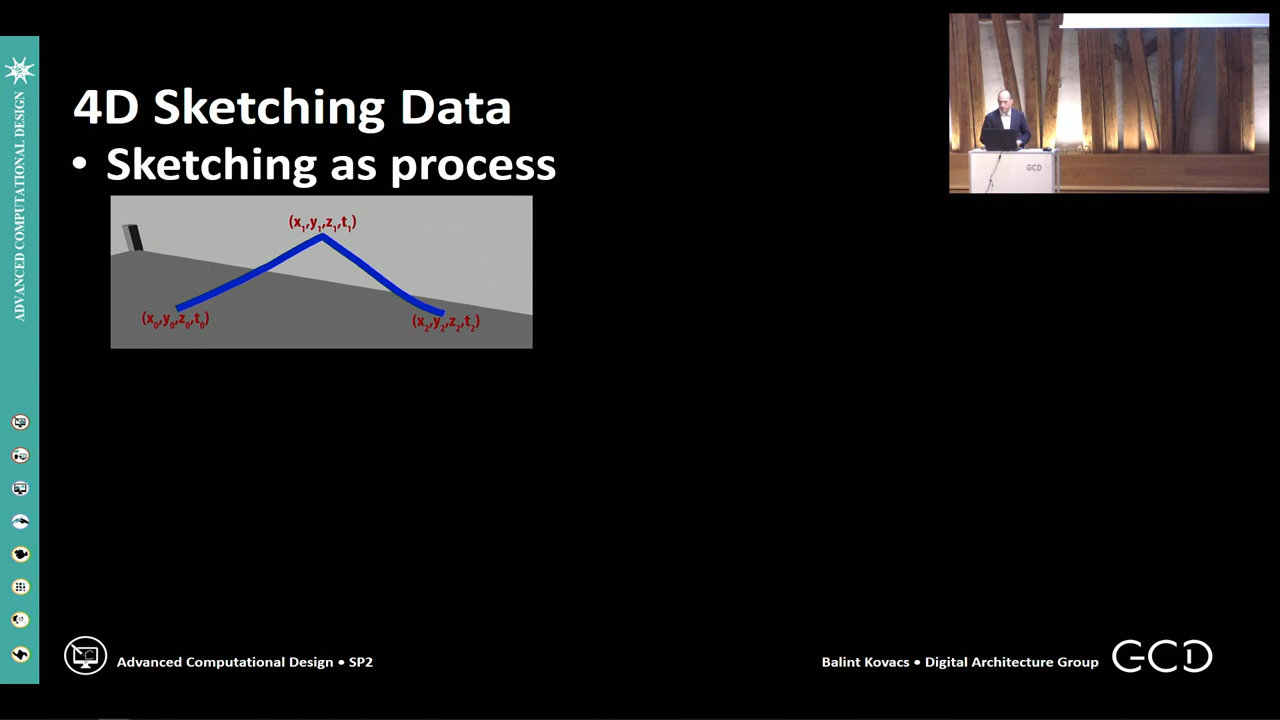 ADVANCED COMPUTATIONAL DESIGN
4D Sketching Data
• Sketching as process
(x₁,y₁,z₁,t₁)
(x₀,y₀,z₀,t₀)
(x₂,y₂,z₂,t₂)
GCD
Advanced Computational Design • SP2
Balint Kovacs • Digital Architecture Group
GCD